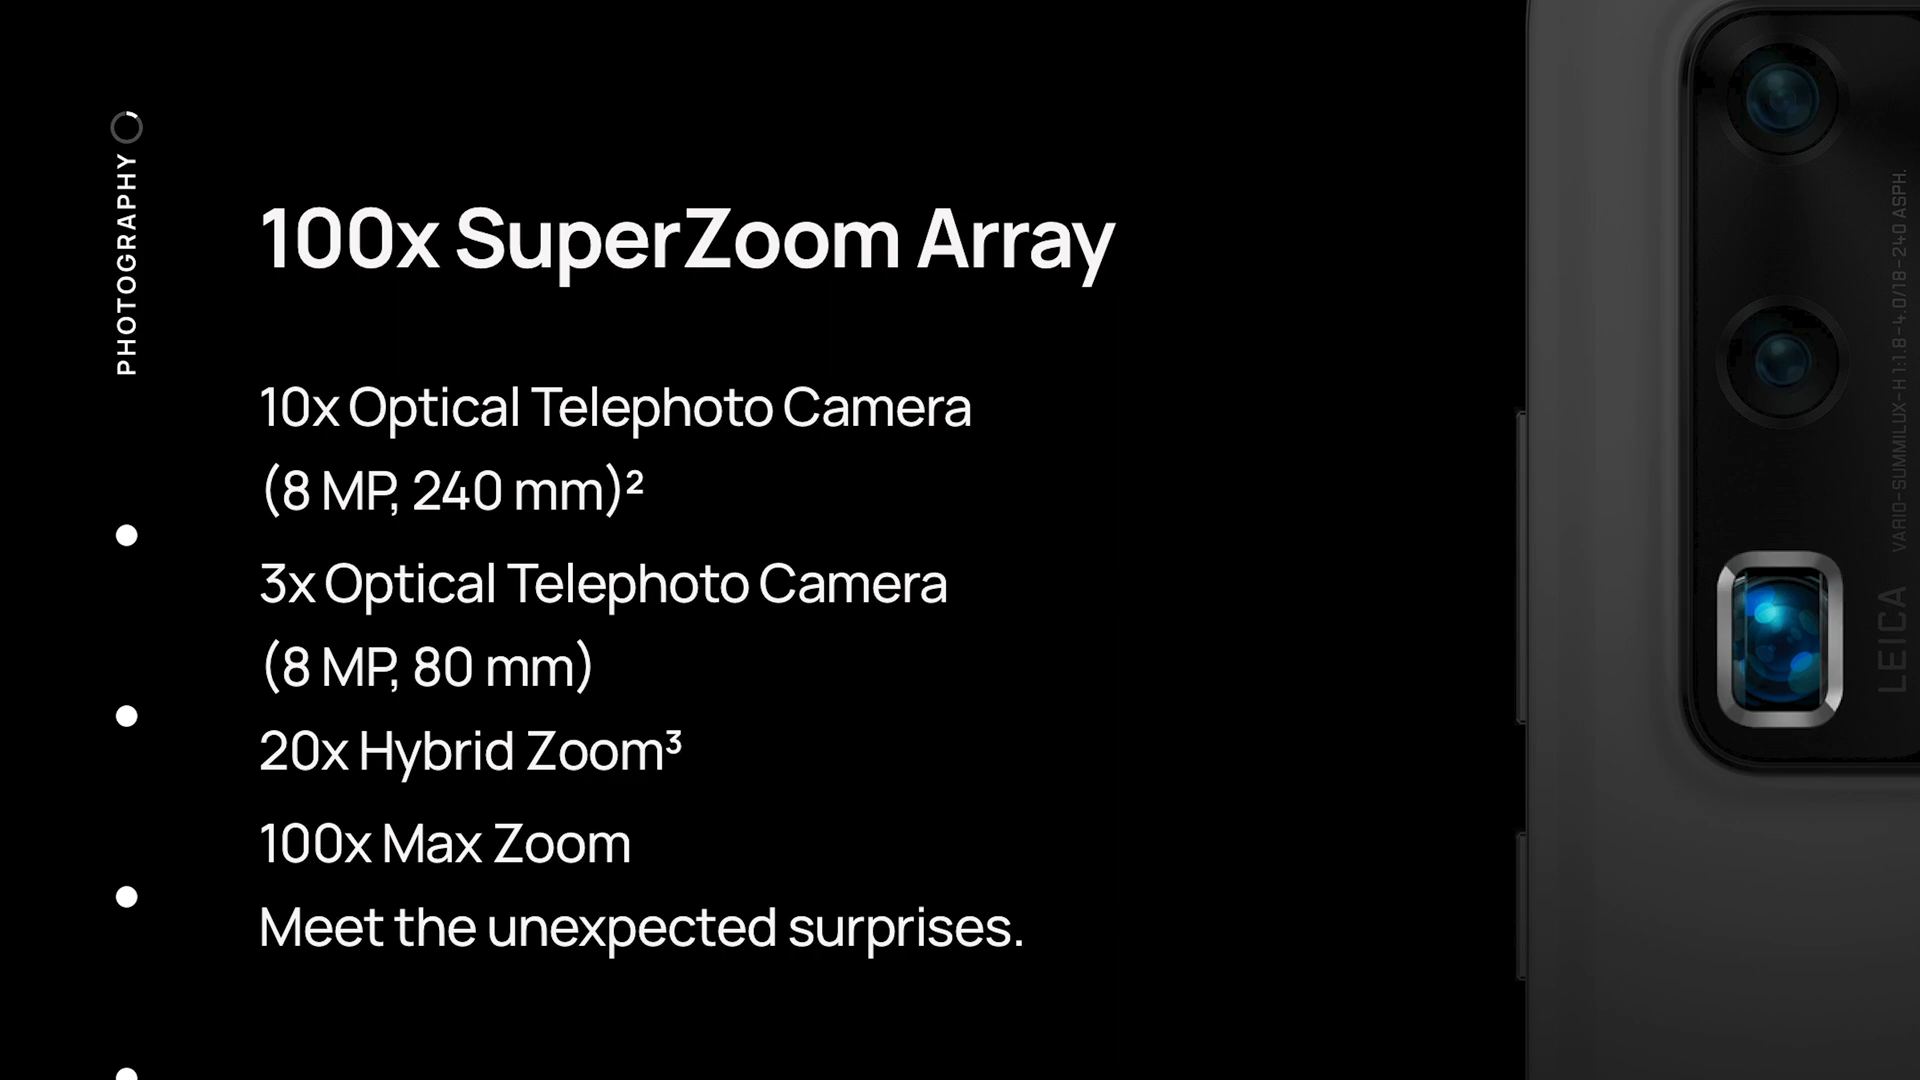 PHOTOGRAPHY
100x SuperZoom Array
10x Optical Telephoto Camera
(8 MP, 240 mm)²
3x Optical Telephoto Camera
(8 MP, 80 mm)
20x Hybrid Zoom³
100x Max Zoom
Meet the unexpected surprises.
LEICA
VARIO-SUMMILUX-H 1:1.8-4.0/18-240 ASPH.